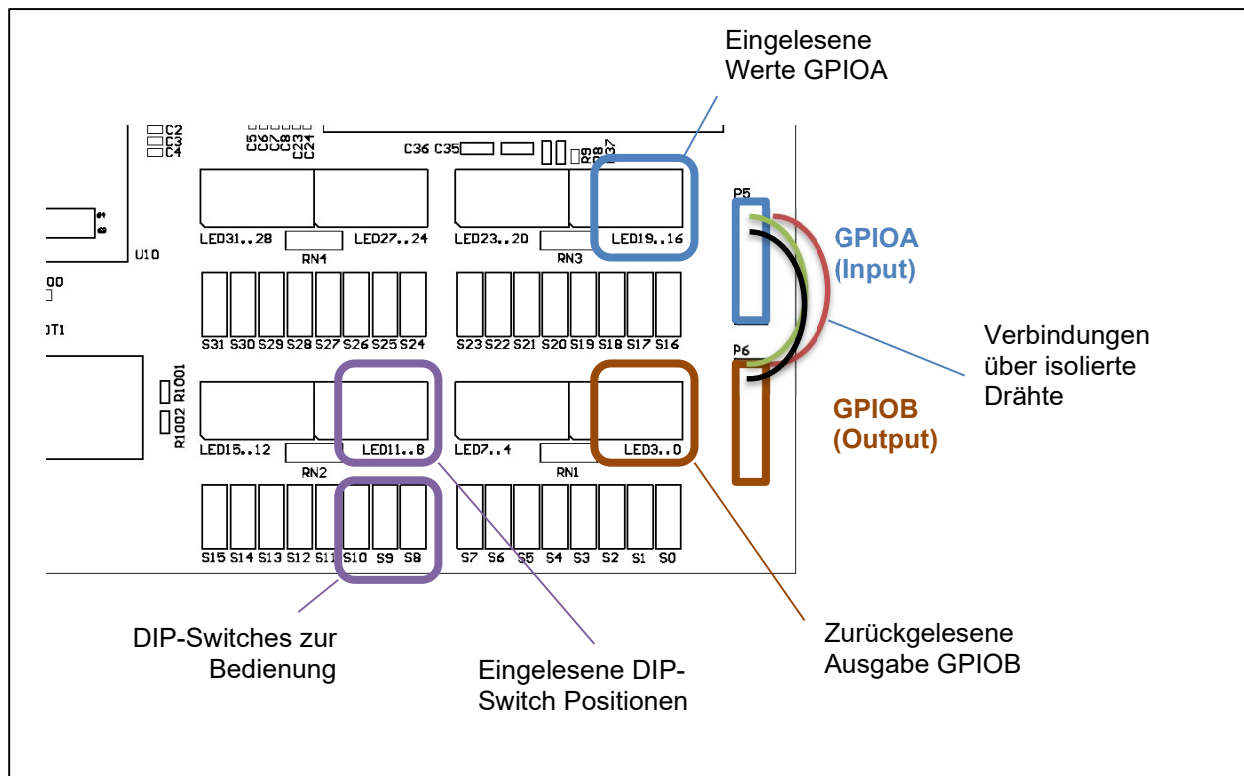 Eingelesene
Werte GPIOA
C2
C3
C4
C5
C6
C7
C8
C23
C24
C36 C35
R9
R8
C37
P5
U10
LED31..28
LED27..24
LED23..20
LED19..16
RN4
RN3
GPIOA
(Input)
S31 S30 S29 S28 S27 S26 S25 S24
S23 S22 S21 S20 S19 S18 S17 S16
P6
Verbindungen
über isolierte
Drähte
R1001
R1002
LED15..12
LED11..8
LED7..4
LED3..0
RN2
RN1
GPIOB
(Output)
S15 S14 S13 S12 S11 S10 S9 S8
S7 S6 S5 S4 S3 S2 S1 S0
DIP-Switches zur
Bedienung
Eingelesene DIP-
Switch Positionen
Zurückgelesene
Ausgabe GPIOB